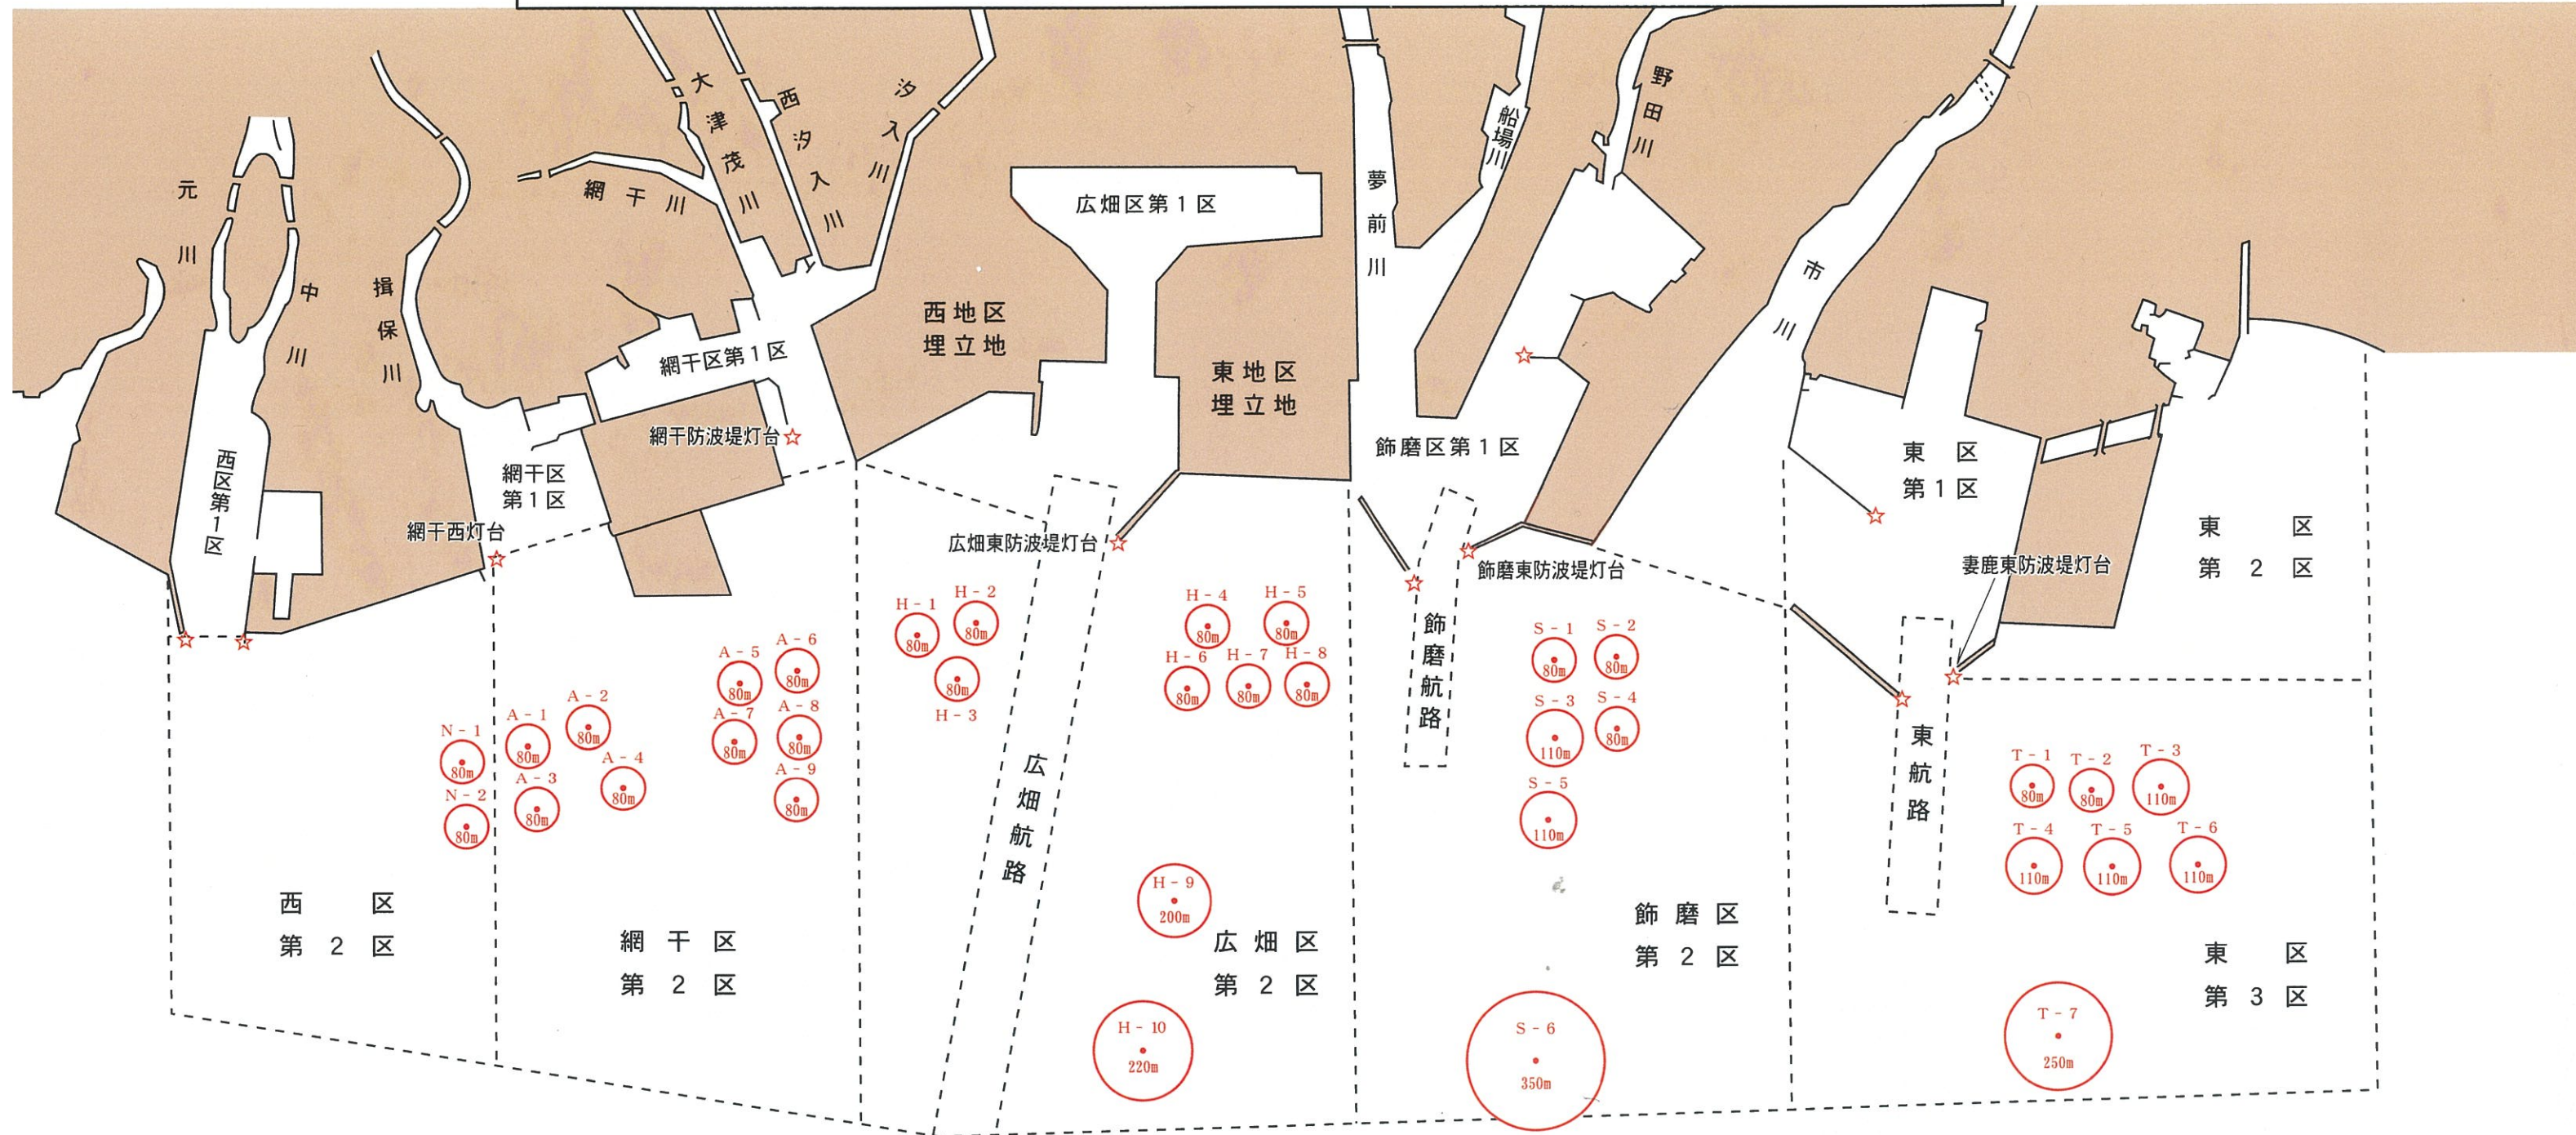 元川
中川
揖保川
網干川
大津茂川
西汐入川
汐入川
夢前川
船場川
野田川
市川
広畑区第1区
西地区
埋立地
東地区
埋立地
網干区第1区
網干防波堤灯台
網干区
第1区
網干西灯台
西区第1区
広畑東防波堤灯台
飾磨区第1区
飾磨東防波堤灯台
東区
第1区
妻鹿東防波堤灯台
東区
第2区
広畑航路
飾磨航路
東航路
N-1
80m
N-2
80m
A-1
80m
A-2
80m
A-3
80m
A-4
80m
A-5
80m
A-6
80m
A-7
80m
A-8
80m
A-9
80m
H-1
80m
H-2
80m
80m
H-3
H-4
80m
H-5
80m
H-6
80m
H-7
80m
H-8
80m
H-9
200m
H-10
220m
S-1
80m
S-2
80m
S-3
110m
S-4
80m
S-5
110m
S-6
350m
T-1
80m
T-2
80m
T-3
110m
T-4
110m
T-5
110m
T-6
110m
T-7
250m
西区
第2区
網干区
第2区
広畑区
第2区
飾磨区
第2区
東区
第3区